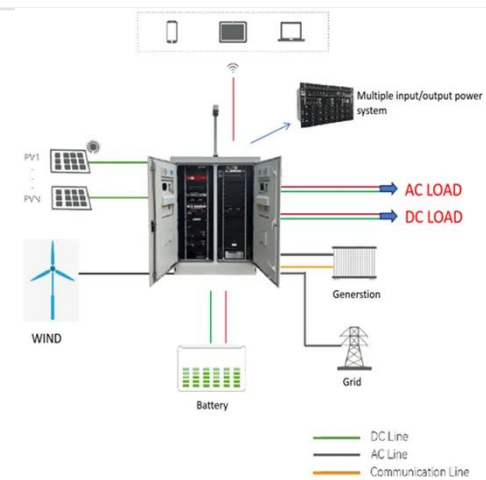 Multiple input/output power
system
PV1
PVN
AC LOAD
DC LOAD
WIND
Generstion
Grid
Battery
DC Line
AC Line
Communication Line